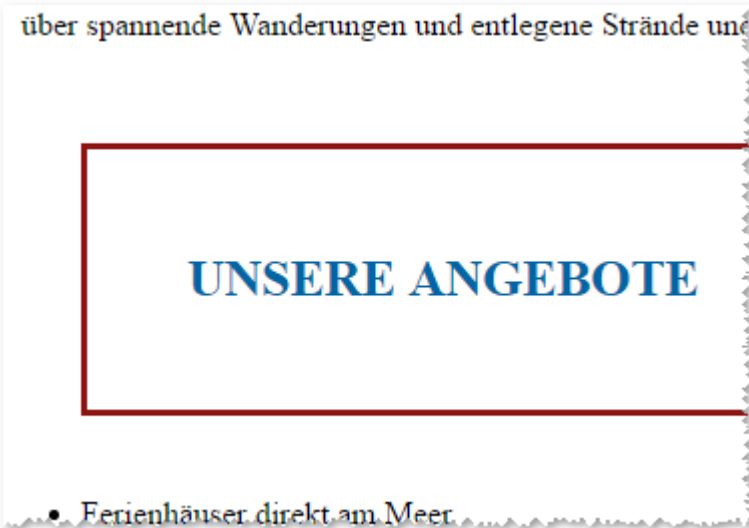 über spannende Wanderungen und entlegene Strände und
UNSERE ANGEBOTE
Ferienhäuser direkt am Meer